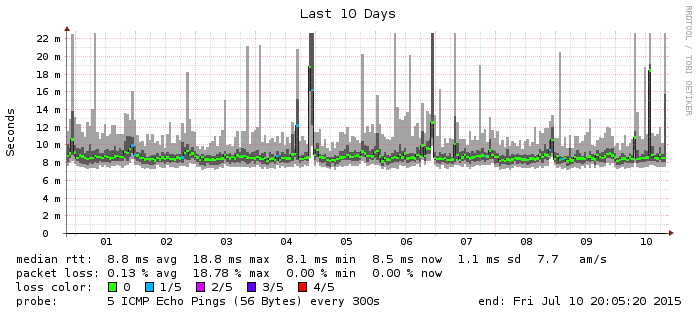 Last 10 Days
RRDTOOL / TOBI OETIKER
Seconds
22 m
20 m
18 m
16 m
14 m
12 m
10 m
8 m
6 m
4 m
2 m
0
01 02 03 04 05 06 07 08 09 10
median rtt: 8.8 ms avg 18.8 ms max 8.1 ms min 8.5 ms now 1.1 ms sd 7.7 am/s
packet loss: 0.13 % avg 18.78 % max 0.00 % min 0.00 % now
loss color: 0 1/5 2/5 3/5 4/5
probe: 5 ICMP Echo Pings (56 Bytes) every 300s end: Fri Jul 10 20:05:20 2015